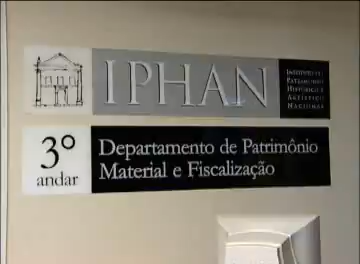 IPHAN
INSTITUTO DO
PATRIMÔNIO
HISTÓRICO E
ARTÍSTICO
NACIONAL
3º
andar
Departamento de Patrimônio
Material e Fiscalização